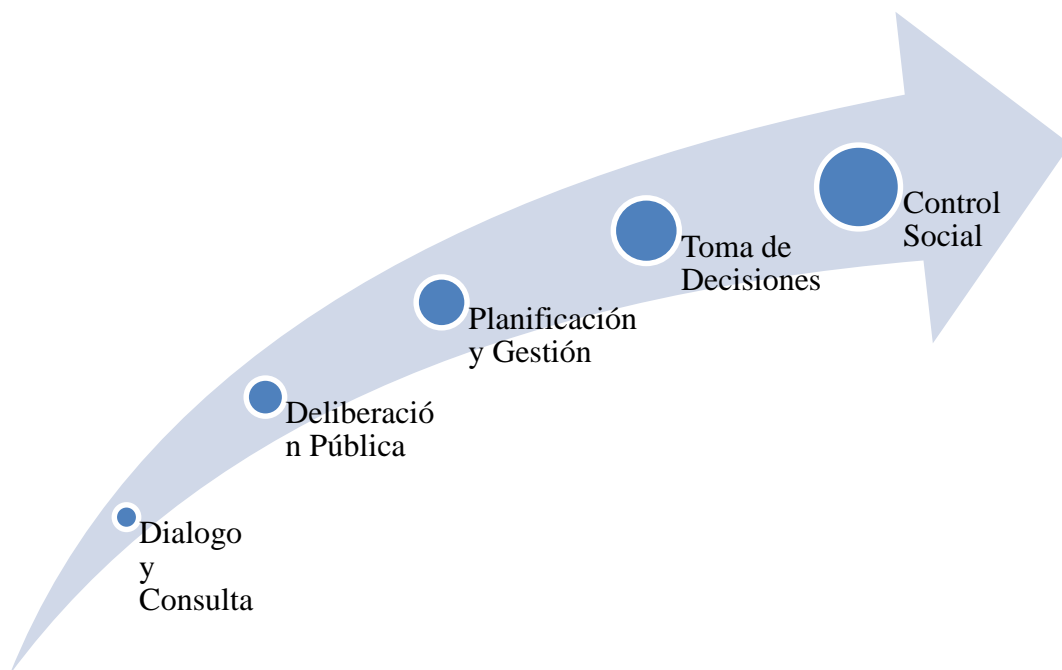 Dialogo
y
Consulta
Deliberació
n Pública
Planificación
y Gestión
Toma de
Decisiones
Control
Social